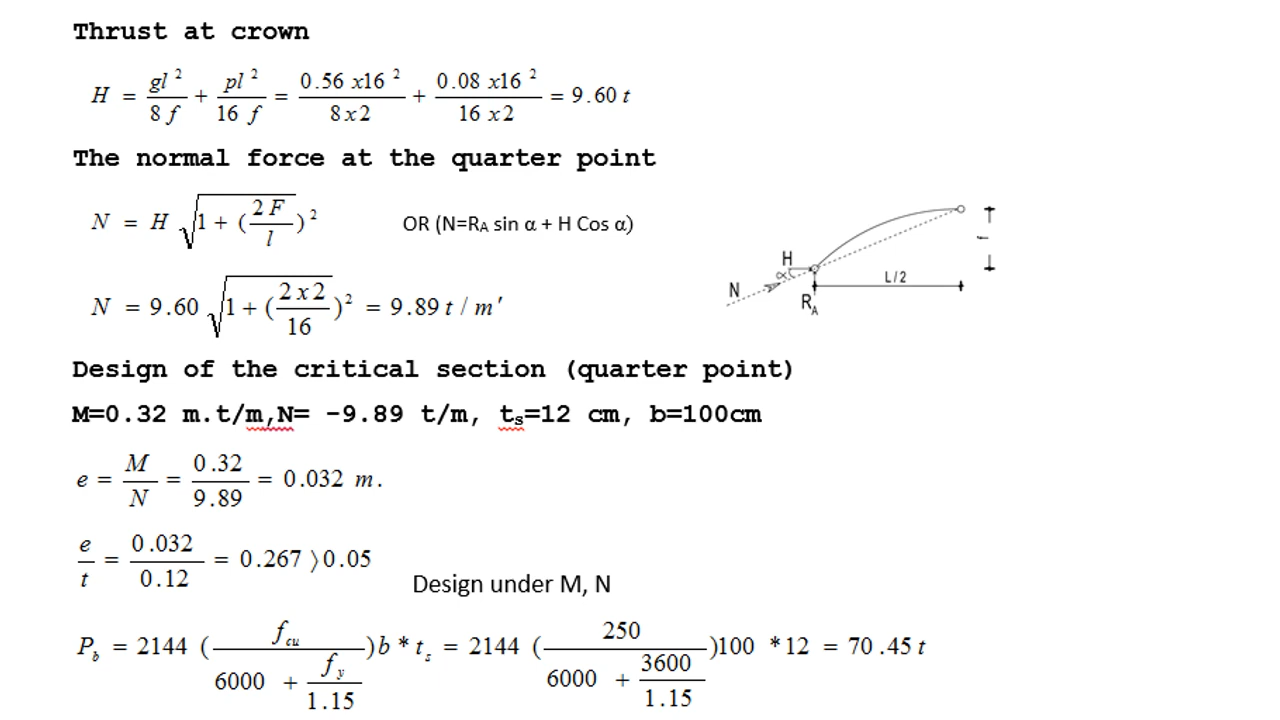 Thrust at crown
H = gl²/8f + pl²/16f = 0.56 x16²/8x2 + 0.08 x16²/16 x2 = 9.60 t
The normal force at the quarter point
N = H √1 + (2F/l)² OR (N=RA sin α + H Cos α)
N = 9.60 √1 + (2x2/16)² = 9.89 t / m'
H
α
N
RA
L/2
f
Design of the critical section (quarter point)
M=0.32 m.t/m,N= -9.89 t/m, ts=12 cm, b=100cm
e = M/N = 0.32/9.89 = 0.032 m.
e/t = 0.032/0.12 = 0.267 〉0.05
Design under M, N
Pb = 2144 (fcu/(6000 + fy/1.15))b * ts = 2144 (250/(6000 + 3600/1.15))100 *12 = 70.45 t